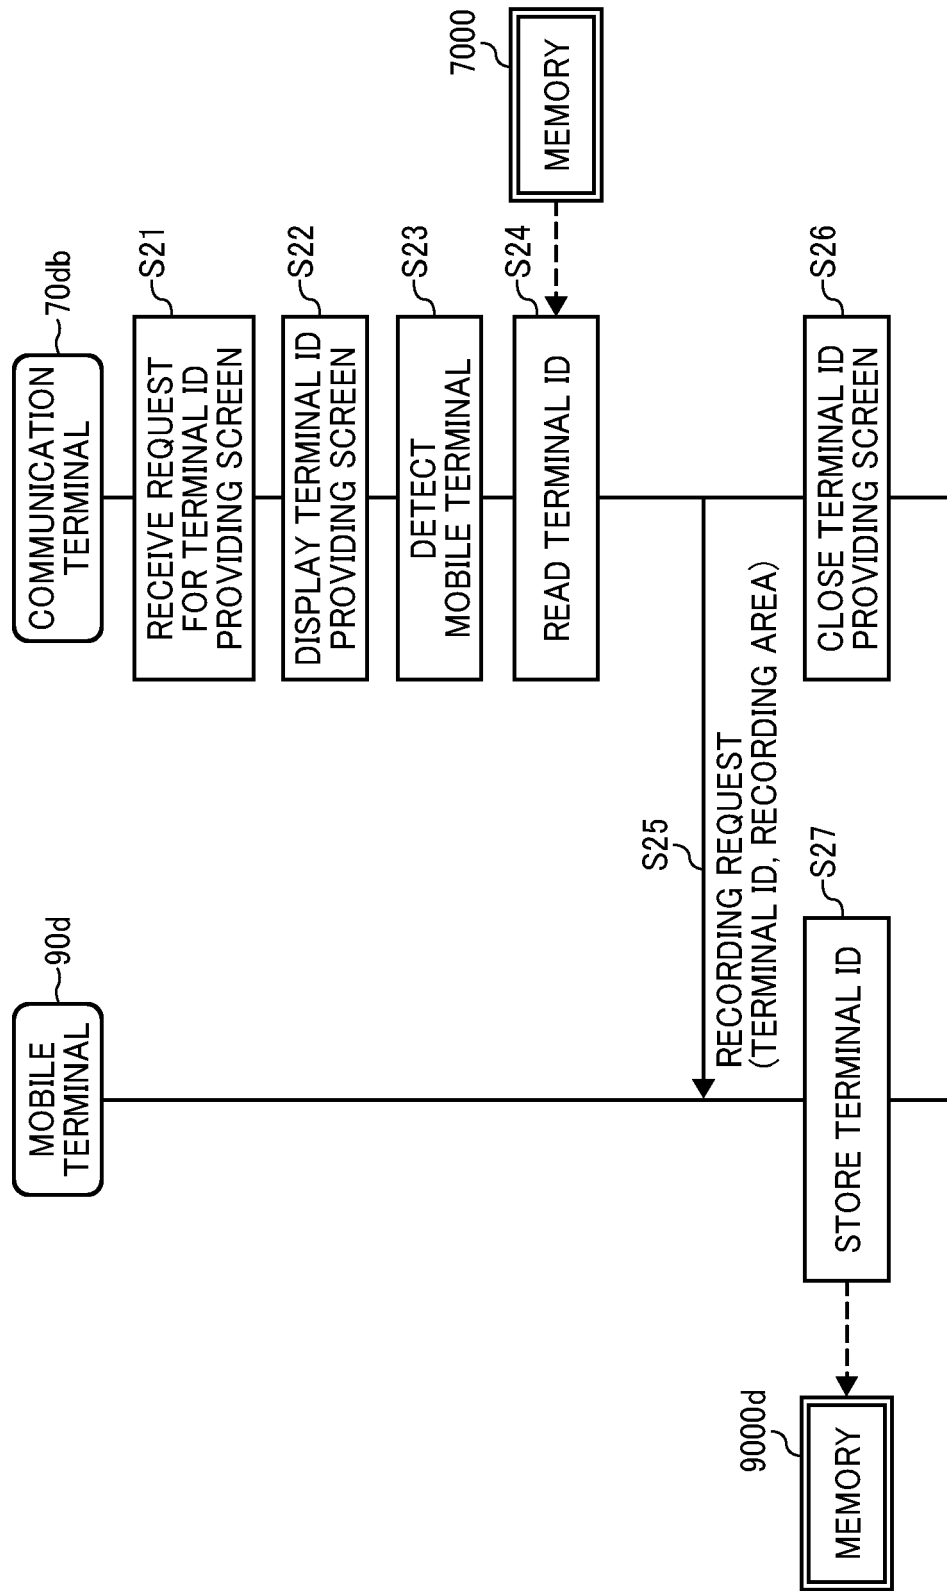 MOBILE
TERMINAL
90d
COMMUNICATION
TERMINAL
70db
RECEIVE REQUEST
FOR TERMINAL ID
PROVIDING SCREEN
S21
DISPLAY TERMINAL ID
PROVIDING SCREEN
S22
DETECT
MOBILE TERMINAL
S23
READ TERMINAL ID
S24
MEMORY
7000
S25
RECORDING REQUEST
(TERMINAL ID, RECORDING AREA)
MEMORY
9000d
STORE TERMINAL ID
S27
CLOSE TERMINAL ID
PROVIDING SCREEN
S26